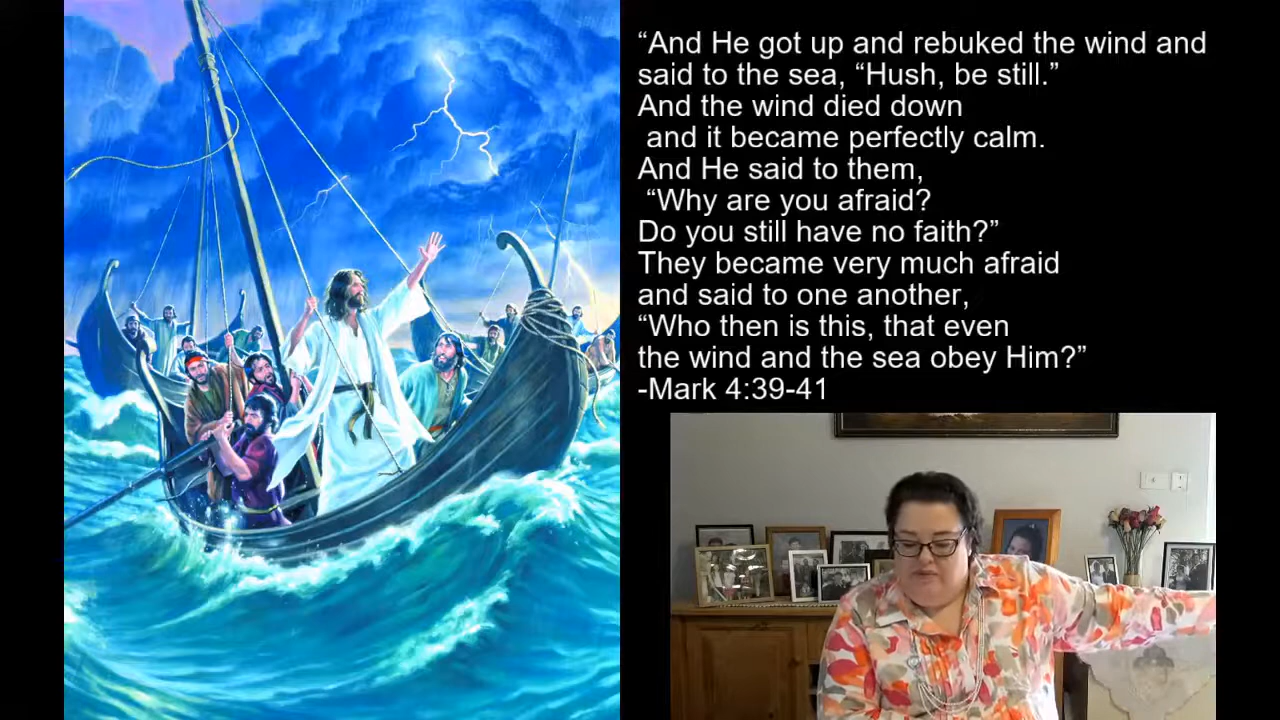 “And He got up and rebuked the wind and
said to the sea, “Hush, be still.”
And the wind died down
and it became perfectly calm.
And He said to them,
“Why are you afraid?
Do you still have no faith?”
They became very much afraid
and said to one another,
“Who then is this, that even
the wind and the sea obey Him?”
-Mark 4:39-41